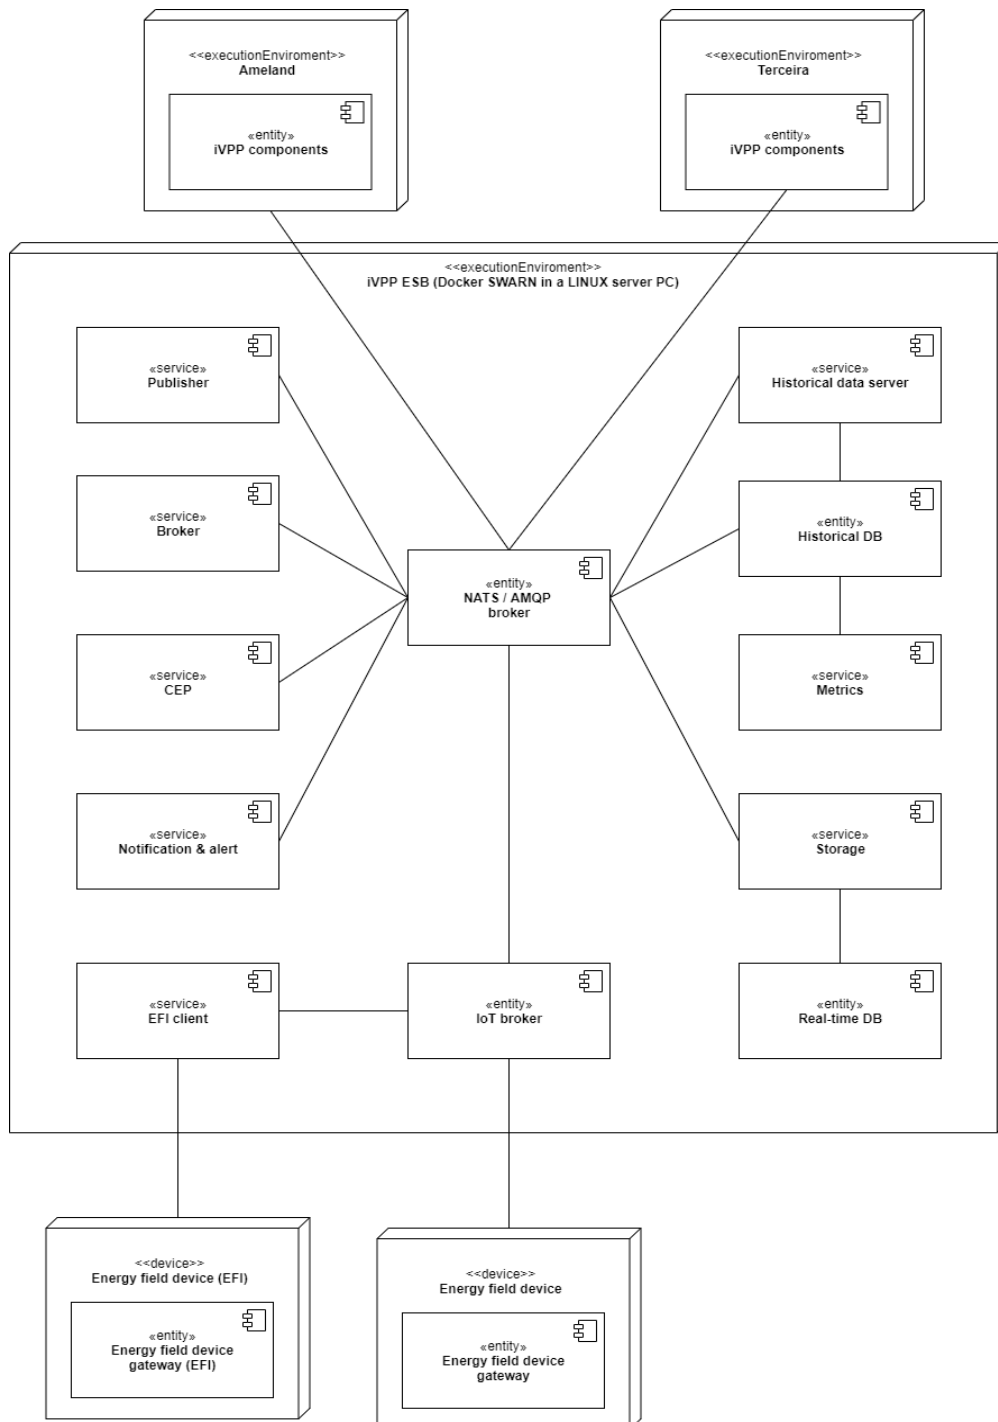 <<executionEnviroment>>
Ameland
«entity»
iVPP components
<<executionEnviroment>>
Terceira
«entity»
iVPP components
<<executionEnviroment>>
iVPP ESB (Docker SWARN in a LINUX server PC)
«service»
Publisher
«service»
Historical data server
«service»
Broker
«entity»
Historical DB
«entity»
NATS / AMQP
broker
«service»
CEP
«service»
Metrics
«service»
Notification & alert
«service»
Storage
«service»
EFI client
«entity»
IoT broker
«entity»
Real-time DB
<<device>>
Energy field device (EFI)
«entity»
Energy field device
gateway (EFI)
<<device>>
Energy field device
«entity»
Energy field device
gateway